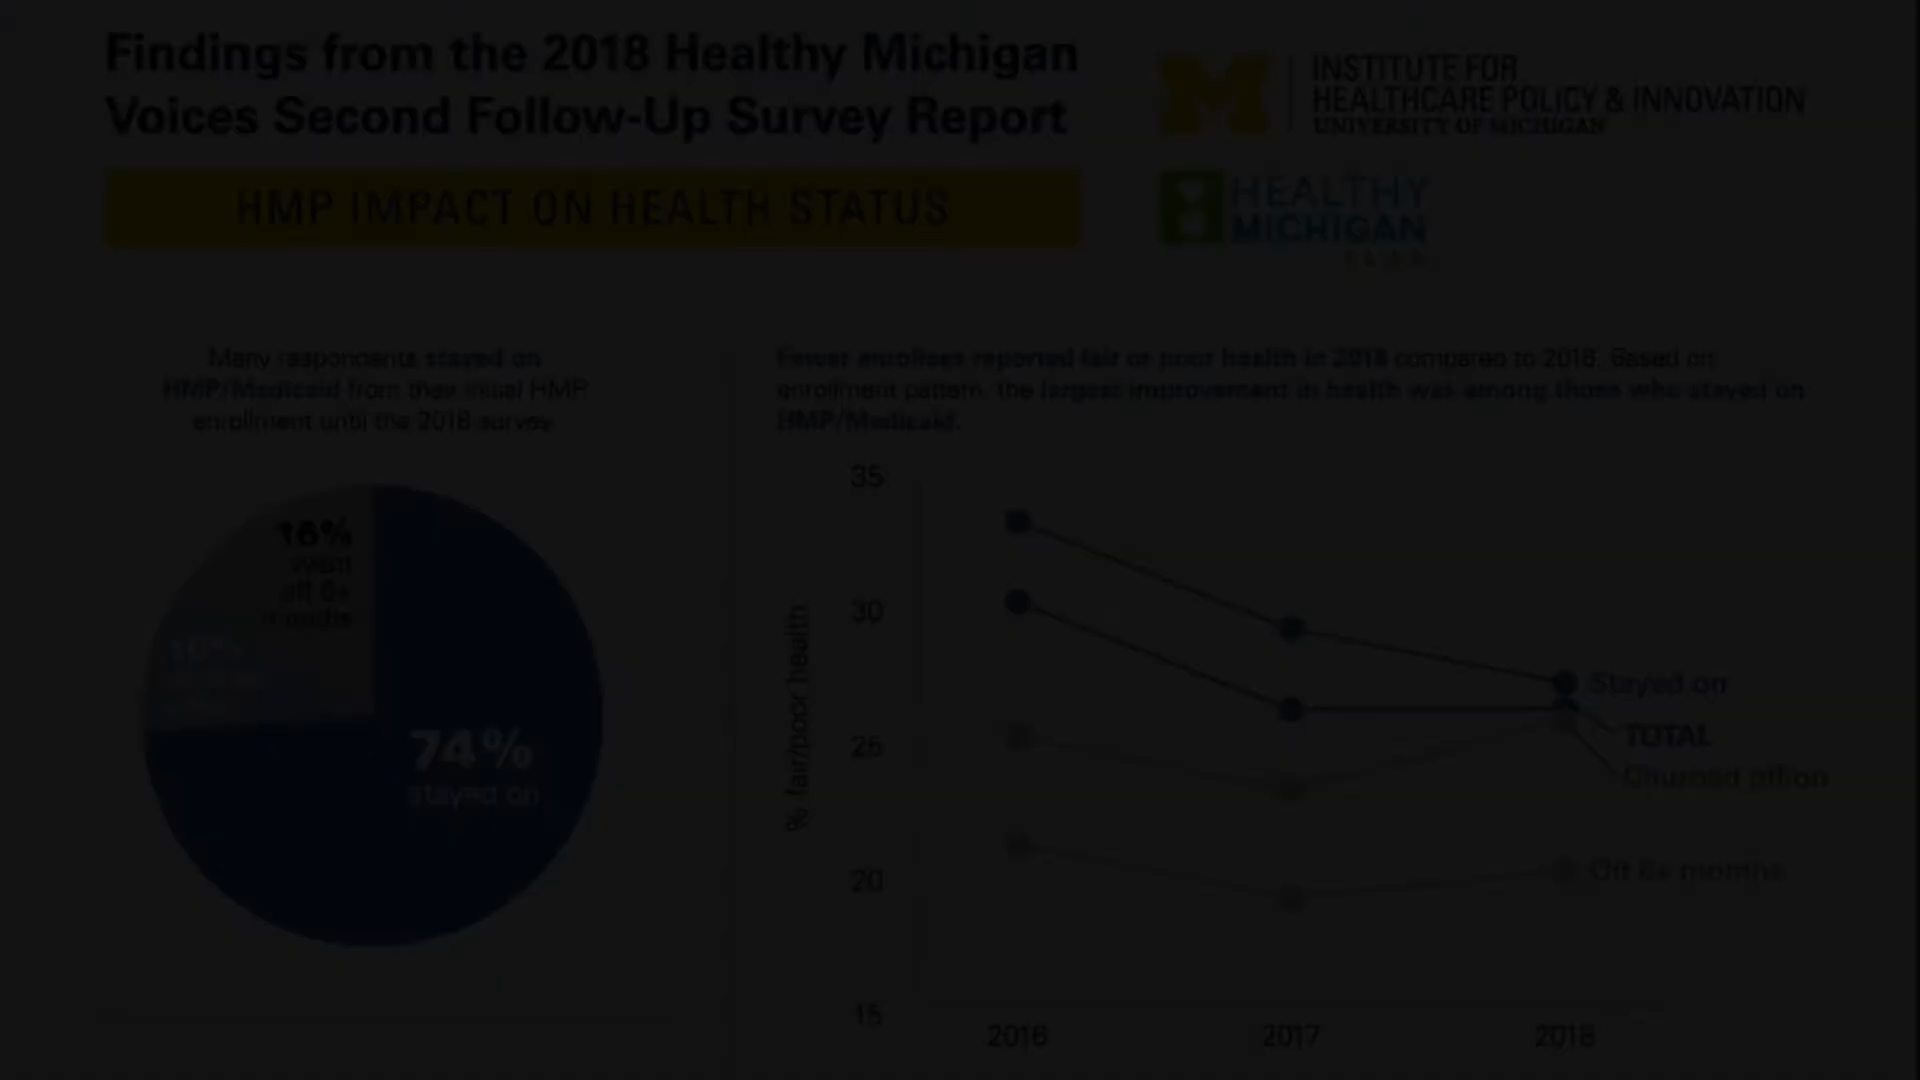 Findings from the 2018 Healthy Michigan
Voices Second Follow-Up Survey Report
HMP IMPACT ON HEALTH STATUS
INSTITUTE FOR
HEALTHCARE POLICY & INNOVATION
UNIVERSITY OF MICHIGAN
HEALTHY
MICHIGAN
Many respondents stayed on
HMP/Medicaid from their initial HMP
enrollment until the 2018 survey.
16%
went
off 6+
months
10%
74%
stayed on
Fewer enrollees reported fair or poor health in 2018 compared to 2016. Based on
enrollment pattern, the largest improvement in health was among those who stayed on
HMP/Medicaid.
% fair/poor health
35
30
25
20
15
2016
2017
2018
Stayed on
TOTAL
Churned off/on
Off 6+ months